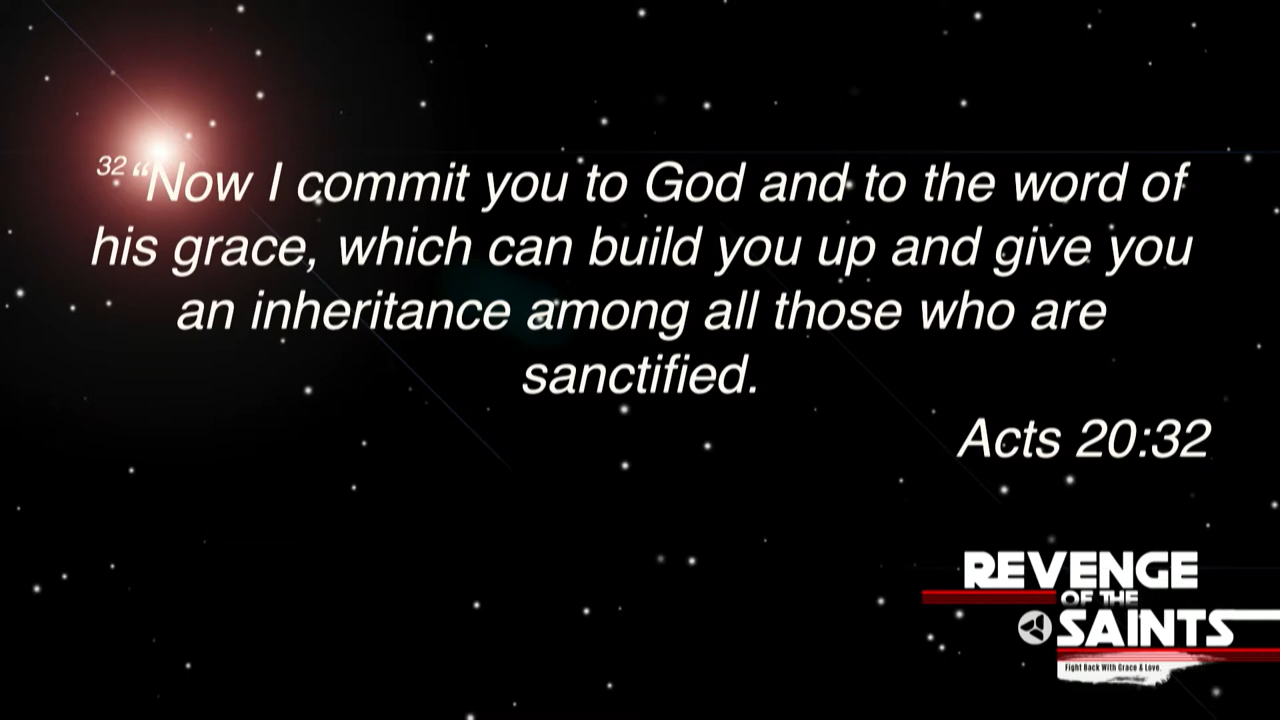 32 “Now I commit you to God and to the word of
his grace, which can build you up and give you
an inheritance among all those who are
sanctified.
Acts 20:32
REVENGE
OF THE
SAINTS
Fight Back With Grace & Love.